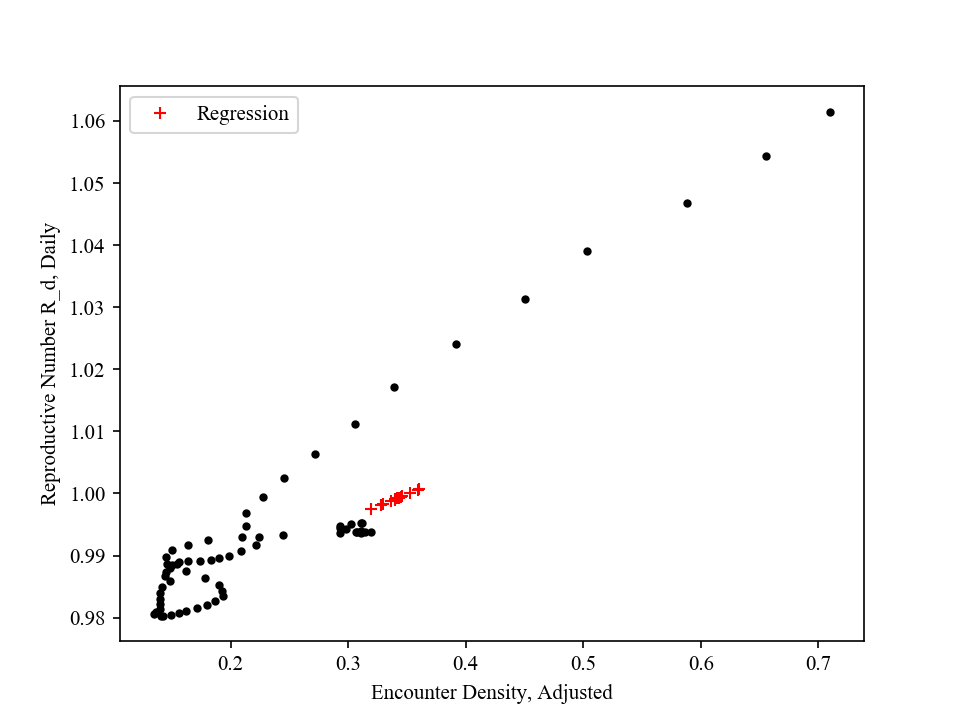 Regression
1.06
1.05
1.04
1.03
1.02
1.01
1.00
0.99
0.98
Reproductive Number R_d, Daily
0.2 0.3 0.4 0.5 0.6 0.7
Encounter Density, Adjusted